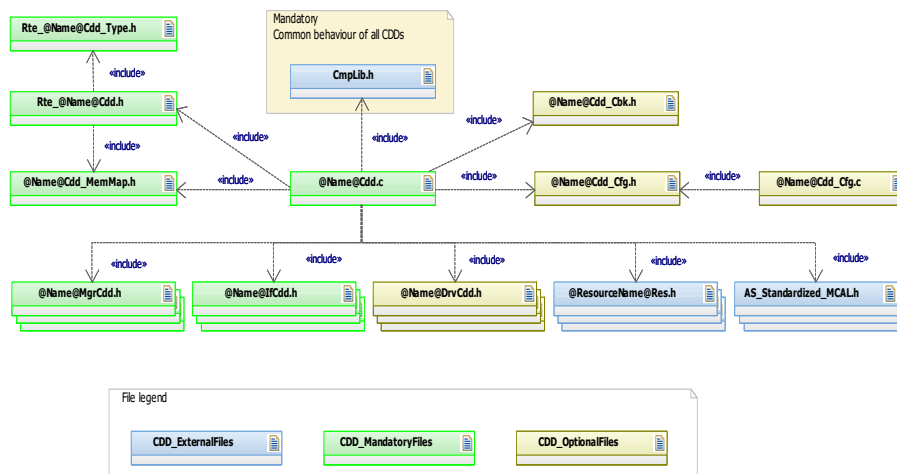 Mandatory
Common behaviour of all CDDs
Rte_@Name@Cdd_Type.h
CmpLib.h
«include»
Rte_@Name@Cdd.h
@Name@Cdd_Cbk.h
«include»
«include»
«include»
«include»
@Name@Cdd_MemMap.h
«include»
@Name@Cdd.c
«include»
@Name@Cdd_Cfg.h
«include»
@Name@Cdd_Cfg.c
«include»
«include»
«include»
«include»
«include»
«include»
@Name@MgrCdd.h
@Name@IfCdd.h
@Name@DrvCdd.h
@ResourceName@Res.h
AS_Standardized_MCAL.h
File legend
CDD_ExternalFiles
CDD_MandatoryFiles
CDD_OptionalFiles